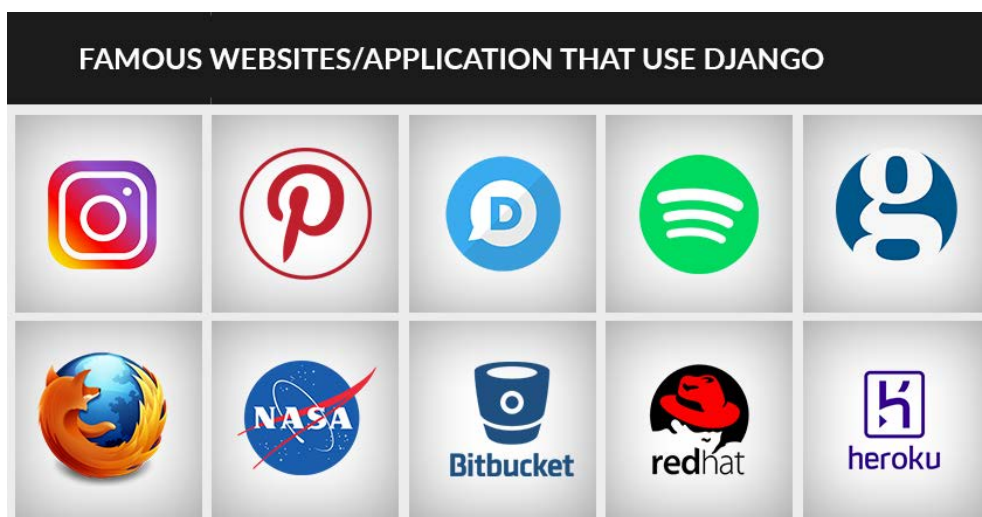 FAMOUS WEBSITES/APPLICATION THAT USE DJANGO
D
g
NASA
Bitbucket
redhat
heroku